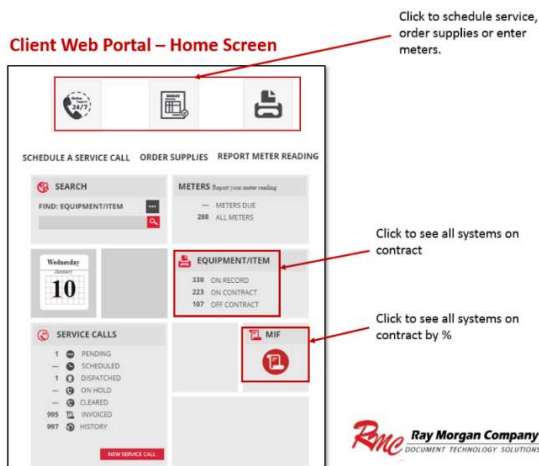 Click to schedule service,
order supplies or enter
meters.
Client Web Portal – Home Screen
24/7
SCHEDULE A SERVICE CALL ORDER SUPPLIES REPORT METER READING
SEARCH
FIND: EQUIPMENT/ITEM
METERS Report your meter reading
--- METERS DUE
288 ALL METERS
Wednesday
January
10
EQUIPMENT/ITEM
330 ON RECORD
223 ON CONTRACT
107 OFF CONTRACT
Click to see all systems on
contract
SERVICE CALLS
1 PENDING
--- SCHEDULED
1 DISPATCHED
--- ON HOLD
--- CLEARED
995 INVOICED
997 HISTORY
NEW SERVICE CALL
MIF
Click to see all systems on
contract by %
RMC Ray Morgan Company
DOCUMENT TECHNOLOGY SOLUTIONS